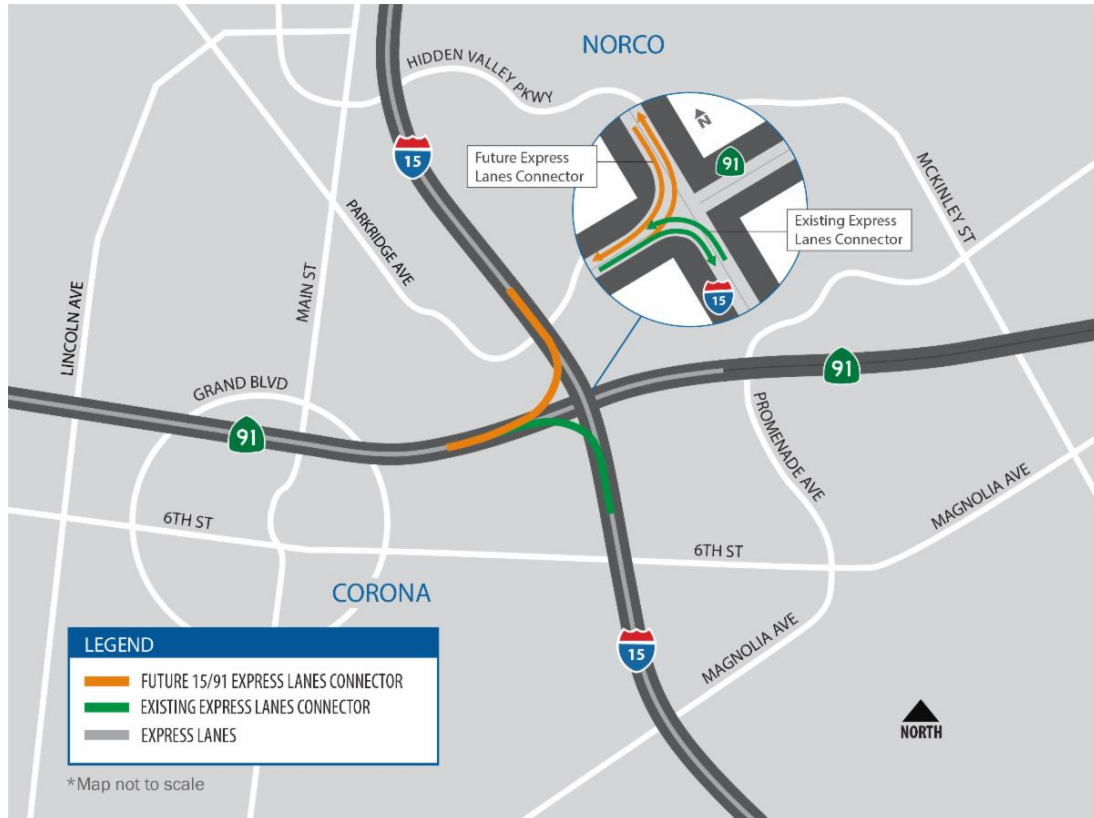 NORCO
HIDDEN VALLEY PKWY
15
Future Express
Lanes Connector
N
91
MCKINLEY ST
Existing Express
Lanes Connector
15
PARKRIDGE AVE
MAIN ST
LINCOLN AVE
GRAND BLVD
91
91
PROMENADE AVE
MAGNOLIA AVE
6TH ST
6TH ST
CORONA
15
MAGNOLIA AVE
NORTH
LEGEND
FUTURE 15/91 EXPRESS LANES CONNECTOR
EXISTING EXPRESS LANES CONNECTOR
EXPRESS LANES
*Map not to scale